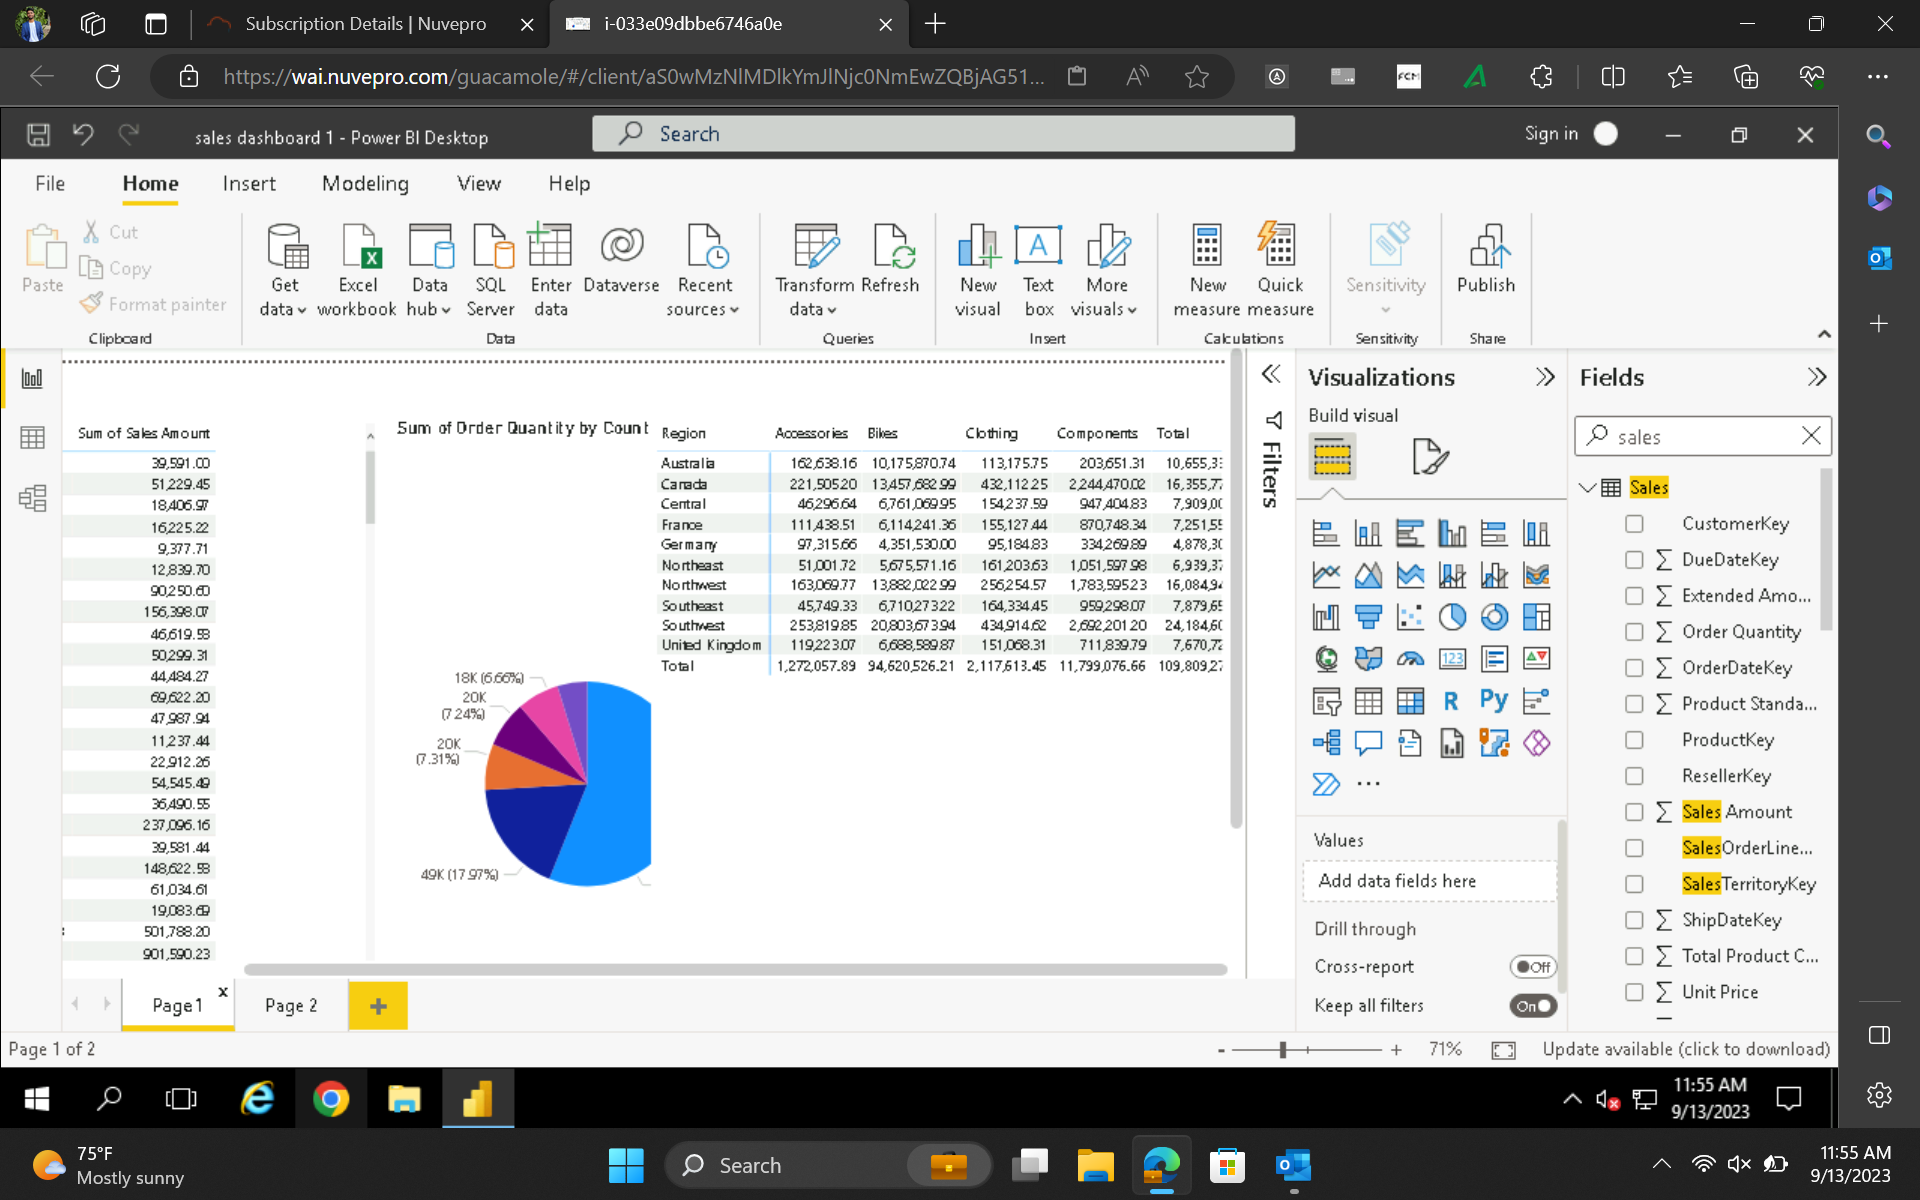 Subscription Details | Nuvepro
i-033e09dbbe6746a0e
https://wai.nuvepro.com/guacamole/#/client/aS0wMzNlMDlkYmJlNjc0NmEwZQBjAG51...
sales dashboard 1 - Power BI Desktop
Search
Sign in
File Home Insert Modeling View Help
Paste
Cut
Copy
Format painter
Clipboard
Get data
Excel workbook
Data hub
SQL Server
Enter data
Dataverse
Recent sources
Data
Transform data
Refresh
Queries
New visual
Text box
More visuals
Insert
New measure
Quick measure
Calculations
Sensitivity
Sensitivity
Publish
Share
Sum of Sales Amount
39,591.00
51,229.45
18,406.97
16,225.22
9,377.71
12,839.70
90,250.60
156,398.07
46,619.58
50,299.31
44,484.27
69,622.20
47,987.94
11,237.44
22,912.26
54,545.49
36,490.55
237,096.16
39,581.44
148,622.58
61,034.61
19,083.69
501,788.20
901,590.23
Sum of Order Quantity by Count
18K (6.66%)
20K
(7.24%)
20K
(7.31%)
49K (17.97%)
Region Accessories Bikes Clothing Components Total
Australia 162,638.16 10,175,870.74 113,175.75 203,651.31 10,655,33
Canada 221,505.20 13,457,682.99 432,112.25 2,244,470.02 16,355,77
Central 46,296.64 6,761,069.95 154,237.59 947,404.83 7,909,00
France 111,438.51 6,114,241.36 155,127.44 870,748.34 7,251,55
Germany 97,315.66 4,351,530.00 95,184.83 334,269.89 4,878,30
Northeast 51,001.72 5,675,571.16 161,203.63 1,051,597.98 6,939,37
Northwest 163,069.77 13,882,022.99 256,254.57 1,783,595.23 16,084,94
Southeast 45,749.33 6,710,273.22 164,334.45 959,298.07 7,879,65
Southwest 253,819.85 20,803,673.94 434,914.62 2,692,201.20 24,184,60
United Kingdom 119,223.07 6,688,589.87 151,068.31 711,839.79 7,670,72
Total 1,272,057.89 94,620,526.21 2,117,613.45 11,799,076.66 109,809,27
Filters
Visualizations
Build visual
123
R
Py
Values
Add data fields here
Drill through
Cross-report Off
Keep all filters On
Fields
sales
Sales
CustomerKey
DueDateKey
Extended Amo...
Order Quantity
OrderDateKey
Product Standa...
ProductKey
ResellerKey
Sales Amount
SalesOrderLine...
SalesTerritoryKey
ShipDateKey
Total Product C...
Unit Price
Page 1 x
Page 2
+
Page 1 of 2
- + 71%
Update available (click to download)
11:55 AM
9/13/2023
75°F
Mostly sunny
Search
11:55 AM
9/13/2023